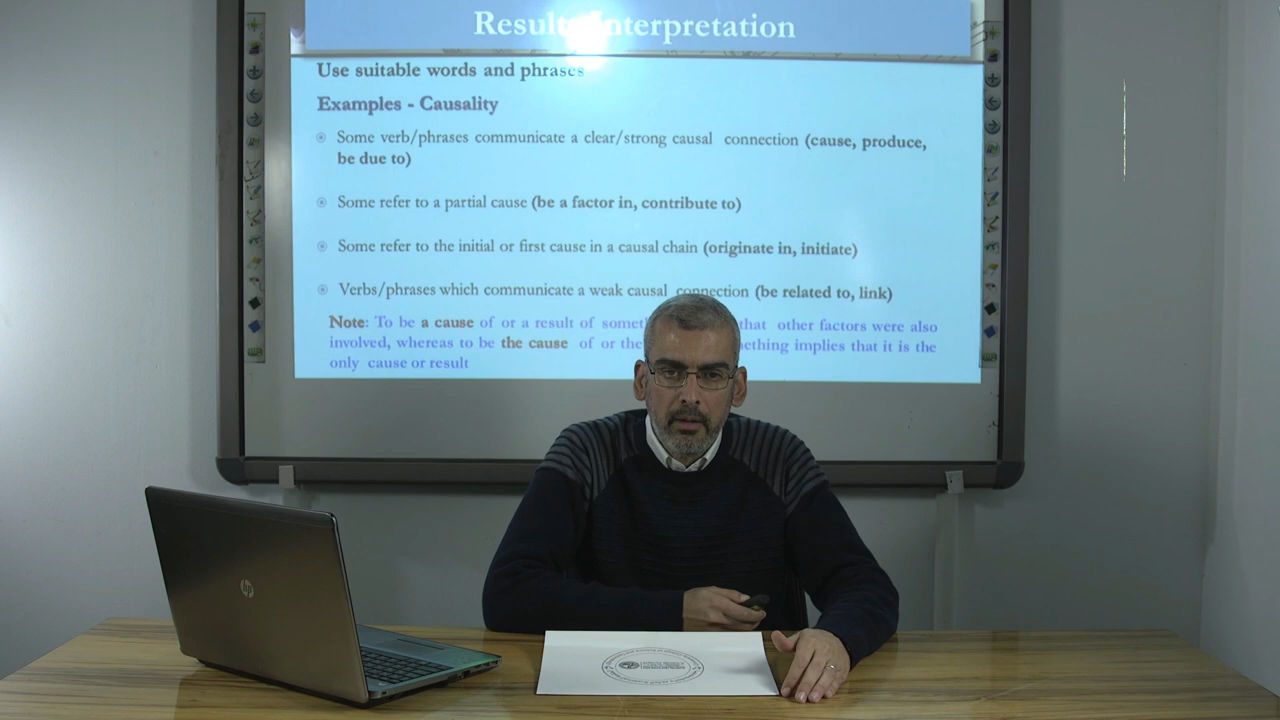 Results Interpretation
Use suitable words and phrases
Examples - Causality
Some verb/phrases communicate a clear/strong causal connection (cause, produce,
be due to)
Some refer to a partial cause (be a factor in, contribute to)
Some refer to the initial or first cause in a causal chain (originate in, initiate)
Verbs/phrases which communicate a weak causal connection (be related to, link)
Note: To be a cause of or a result of that other factors were also
involved, whereas to be the cause of or the implies that it is the
only cause or result
hp